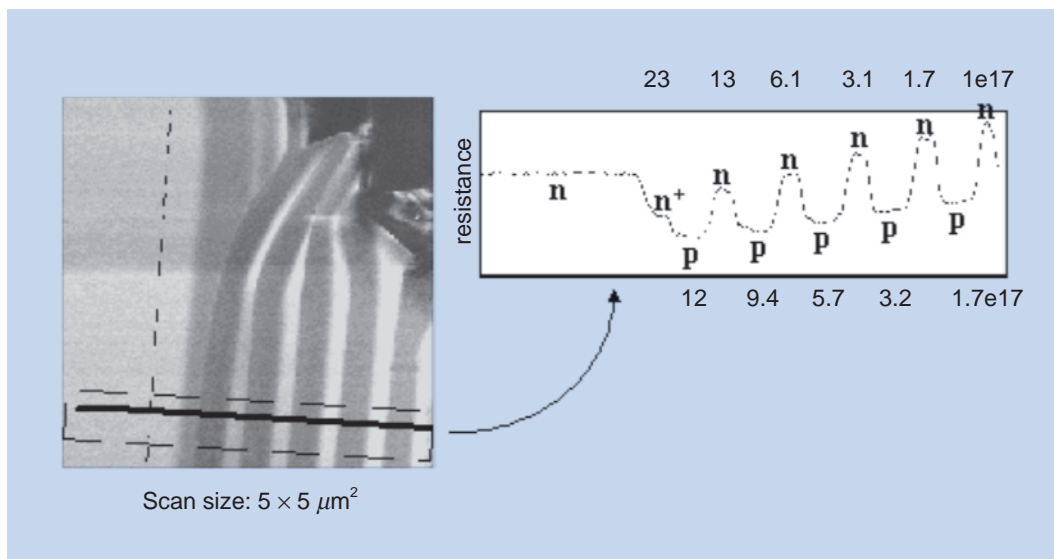 23 13 6.1 3.1 1.7 1e17
resistance
n n+ p n p n p n p n p n
12 9.4 5.7 3.2 1.7e17
Scan size: 5 × 5 μm²